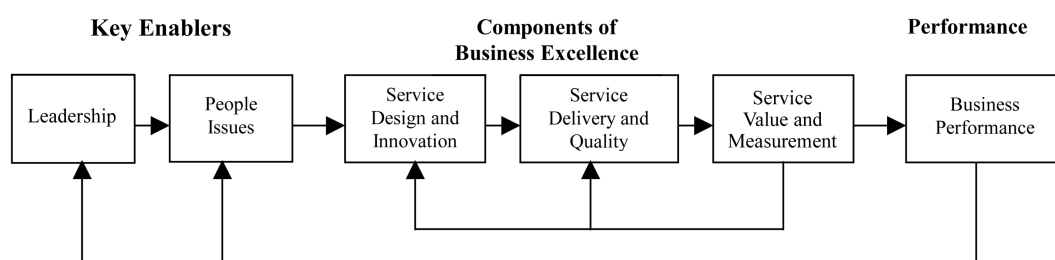 Key Enablers
Components of
Business Excellence
Performance
Leadership
People
Issues
Service
Design and
Innovation
Service
Delivery and
Quality
Service
Value and
Measurement
Business
Performance